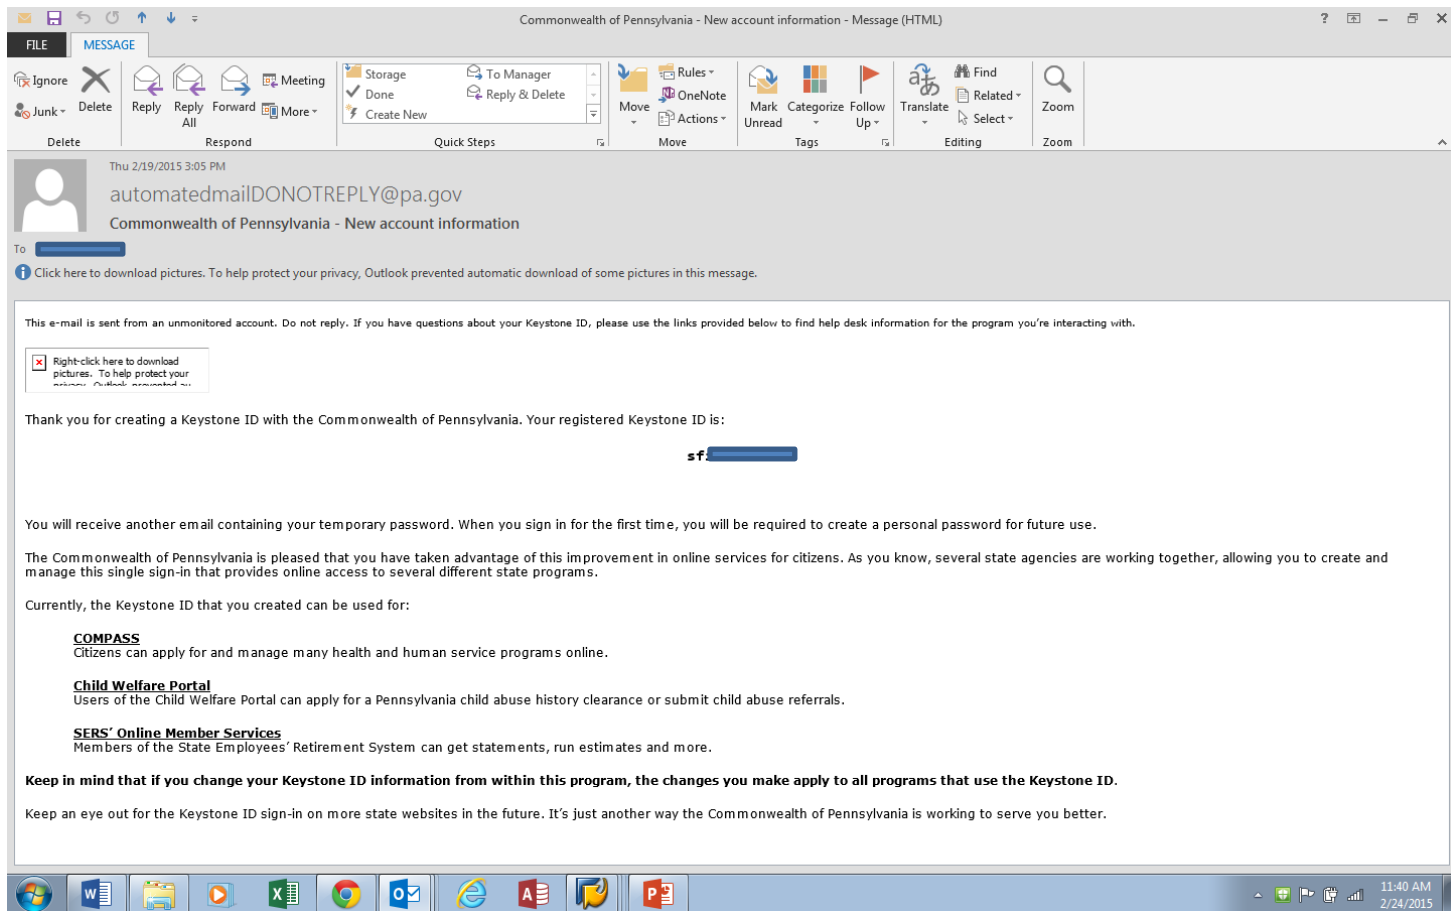 Commonwealth of Pennsylvania - New account information - Message (HTML)
FILE MESSAGE
Ignore
Junk
Delete
Reply
Reply All
Forward
Meeting
More
Storage
Done
Create New
To Manager
Reply & Delete
Move
Rules
OneNote
Actions
Mark Unread
Categorize
Follow Up
Translate
Find
Related
Select
Zoom
Delete Respond Quick Steps Move Tags Editing Zoom
Thu 2/19/2015 3:05 PM
automatedmailDONOTREPLY@pa.gov
Commonwealth of Pennsylvania - New account information
To
Click here to download pictures. To help protect your privacy, Outlook prevented automatic download of some pictures in this message.
This e-mail is sent from an unmonitored account. Do not reply. If you have questions about your Keystone ID, please use the links provided below to find help desk information for the program you're interacting with.
Right-click here to download
pictures. To help protect your
privacy, Outlook prevented au
Thank you for creating a Keystone ID with the Commonwealth of Pennsylvania. Your registered Keystone ID is:
sf
You will receive another email containing your temporary password. When you sign in for the first time, you will be required to create a personal password for future use.
The Commonwealth of Pennsylvania is pleased that you have taken advantage of this improvement in online services for citizens. As you know, several state agencies are working together, allowing you to create and
manage this single sign-in that provides online access to several different state programs.
Currently, the Keystone ID that you created can be used for:
COMPASS
Citizens can apply for and manage many health and human service programs online.
Child Welfare Portal
Users of the Child Welfare Portal can apply for a Pennsylvania child abuse history clearance or submit child abuse referrals.
SERS' Online Member Services
Members of the State Employees' Retirement System can get statements, run estimates and more.
Keep in mind that if you change your Keystone ID information from within this program, the changes you make apply to all programs that use the Keystone ID.
Keep an eye out for the Keystone ID sign-in on more state websites in the future. It's just another way the Commonwealth of Pennsylvania is working to serve you better.
11:40 AM
2/24/2015